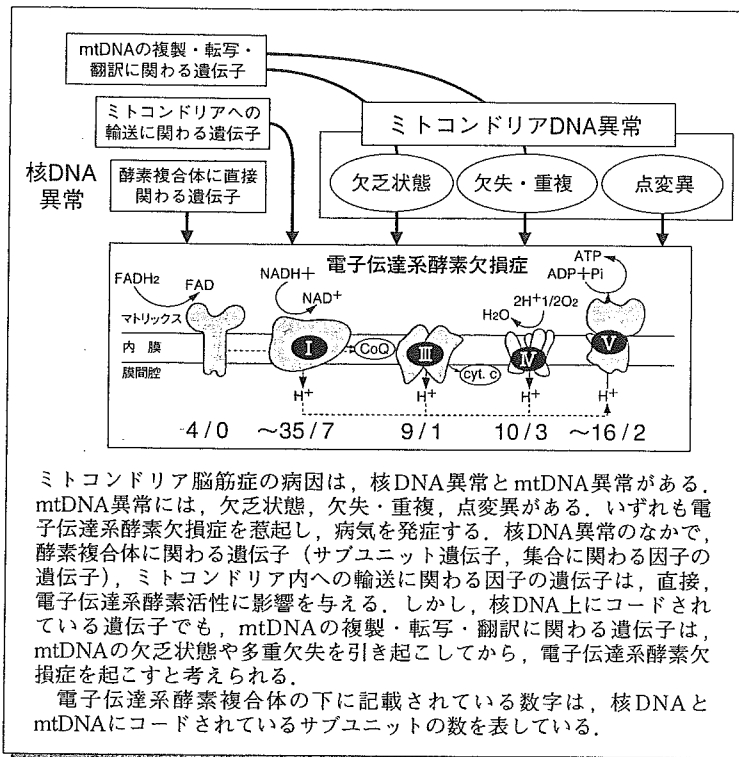 mtDNAの複製・転写・
翻訳に関わる遺伝子
ミトコンドリアへの
輸送に関わる遺伝子
ミトコンドリアDNA異常
核DNA
異常
酵素複合体に直接
関わる遺伝子
欠乏状態
欠失・重複
点変異
電子伝達系酵素欠損症
FADH₂
FAD
NADH+
NAD⁺
H₂O
2H⁺1/2O₂
ATP
ADP+Pi
マトリックス
内 膜
膜間腔
I
CoQ
III
cyt. c
IV
V
H⁺
H⁺
H⁺
H⁺
4/0
～35/7
9/1
10/3
～16/2
ミトコンドリア脳筋症の病因は，核DNA異常とmtDNA異常がある．
mtDNA異常には，欠乏状態，欠失・重複，点変異がある．いずれも電
子伝達系酵素欠損症を惹起し，病気を発症する．核DNA異常のなかで，
酵素複合体に関わる遺伝子（サブユニット遺伝子，集合に関わる因子の
遺伝子），ミトコンドリア内への輸送に関わる因子の遺伝子は，直接，
電子伝達系酵素活性に影響を与える．しかし，核DNA上にコードされ
ている遺伝子でも，mtDNAの複製・転写・翻訳に関わる遺伝子は，
mtDNAの欠乏状態や多重欠失を引き起こしてから，電子伝達系酵素欠
損症を起こすと考えられる．
電子伝達系酵素複合体の下に記載されている数字は，核DNAと
mtDNAにコードされているサブユニットの数を表している．